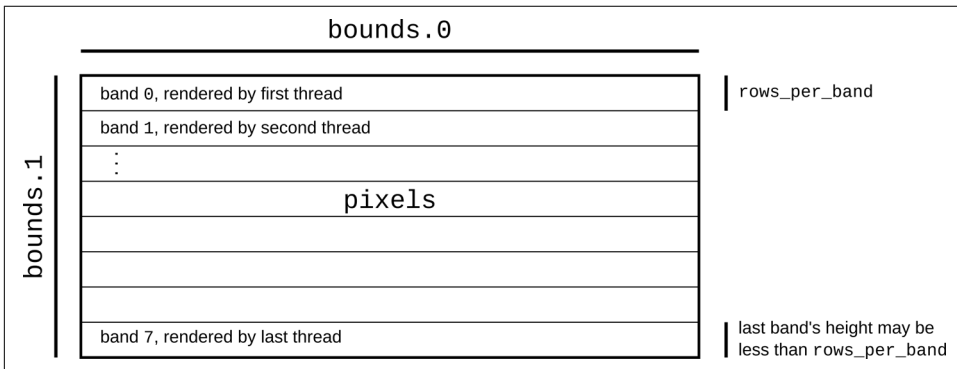 bounds.0
bounds.1
band 0, rendered by first thread
rows_per_band
band 1, rendered by second thread
⋮
pixels
band 7, rendered by last thread
last band's height may be
less than rows_per_band